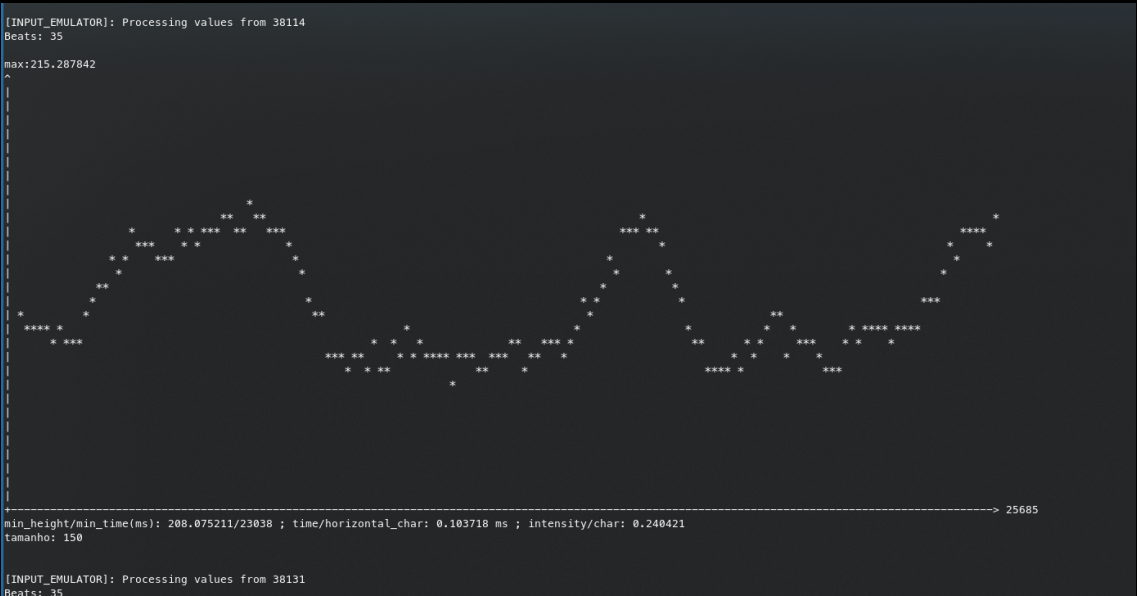 [INPUT_EMULATOR]: Processing values from 38114
Beats: 35
max:215.287842
25685
min_height/min_time(ms): 208.075211/23038 ; time/horizontal_char: 0.103718 ms ; intensity/char: 0.240421
tamanho: 150
[INPUT_EMULATOR]: Processing values from 38131
Beats: 35